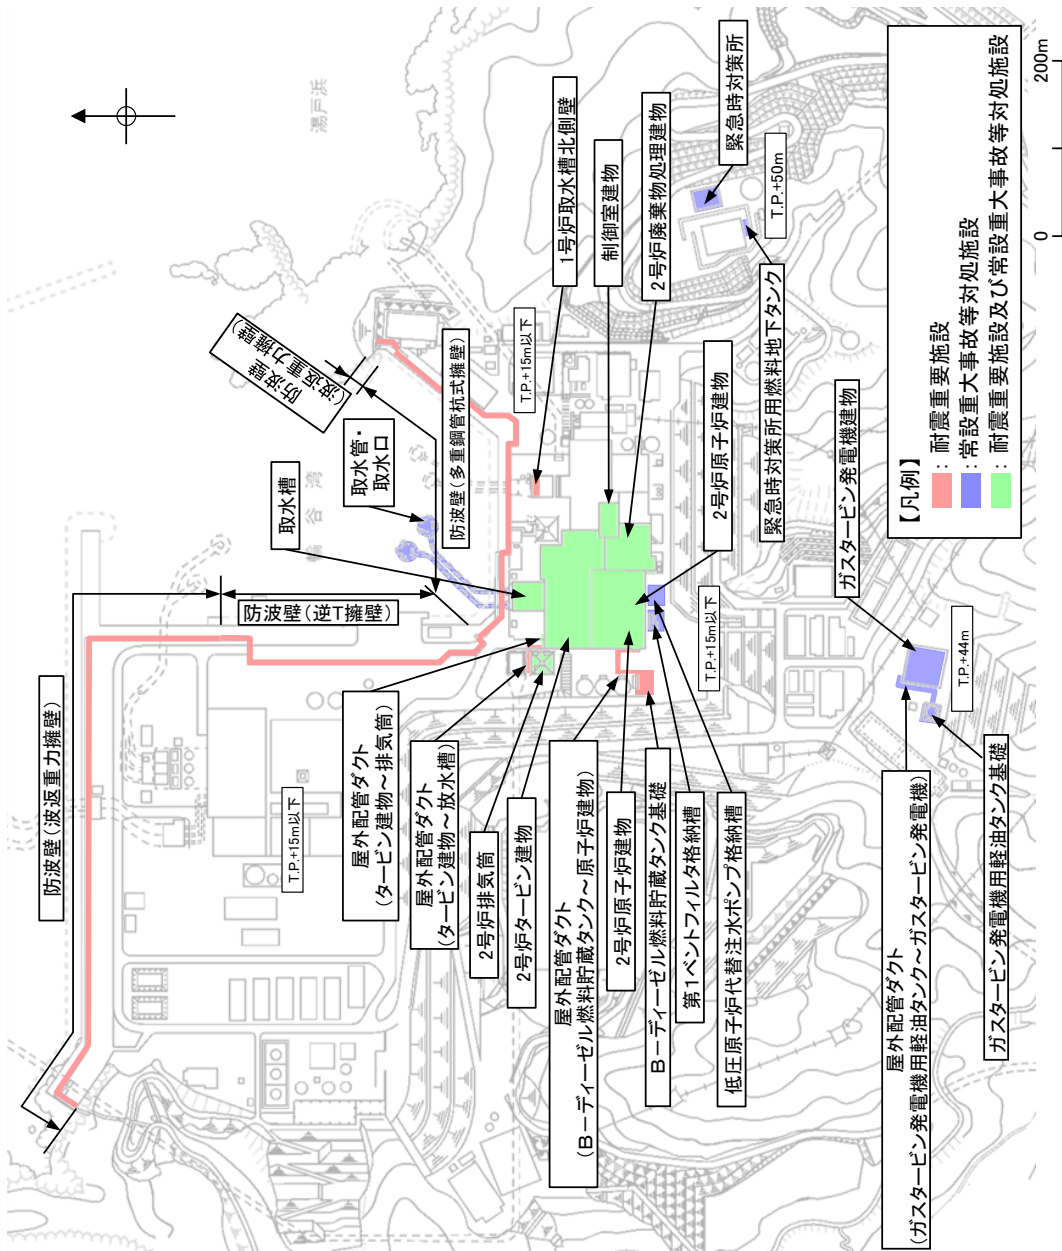 湯戸浜
輪谷湾
防波壁
(波返重力擁壁)
取水管・
取水口
取水槽
防波壁(多重鋼管杭式擁壁)
防波壁(逆T擁壁)
防波壁(波返重力擁壁)
T.P.+15m以下
1号炉取水槽北側壁
制御室建物
2号炉廃棄物処理建物
緊急時対策所
T.P.+50m
緊急時対策所用燃料地下タンク
2号炉原子炉建物
T.P.+15m以下
ガスタービン発電機建物
T.P.+44m
T.P.+15m以下
屋外配管ダクト
(タービン建物~排気筒)
屋外配管ダクト
(タービン建物~放水槽)
2号炉排気筒
2号炉タービン建物
屋外配管ダクト
(B-ディーゼル燃料貯蔵タンク~原子炉建物)
2号炉原子炉建物
B-ディーゼル燃料貯蔵タンク基礎
第1ベントフィルタ格納槽
低圧原子炉代替注水ポンプ格納槽
屋外配管ダクト
(ガスタービン発電機用軽油タンク~ガスタービン発電機)
ガスタービン発電機用軽油タンク基礎
【凡例】
:耐震重要施設
:常設重大事故等対処施設
:耐震重要施設及び常設重大事故等対処施設
0
200m